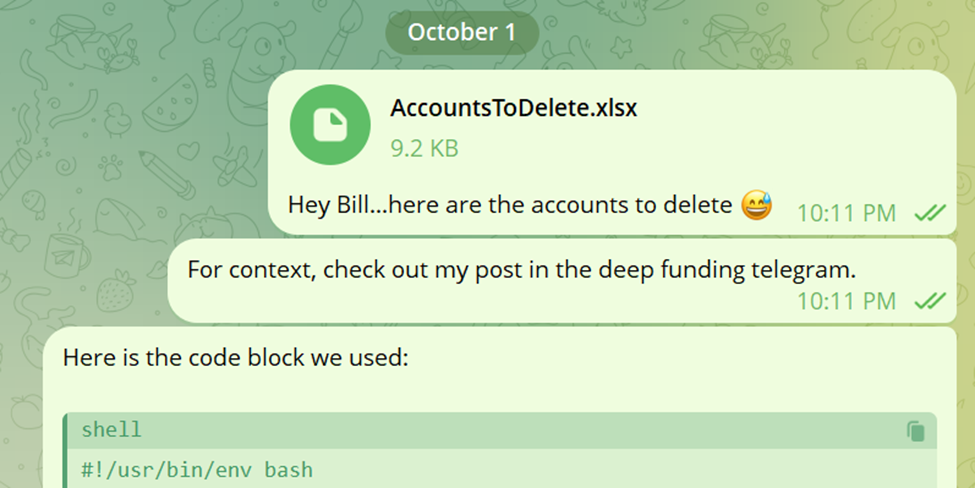 October 1
AccountsToDelete.xlsx
9.2 KB
Hey Bill...here are the accounts to delete 😅
10:11 PM
For context, check out my post in the deep funding telegram.
10:11 PM
Here is the code block we used:
shell
#!/usr/bin/env bash